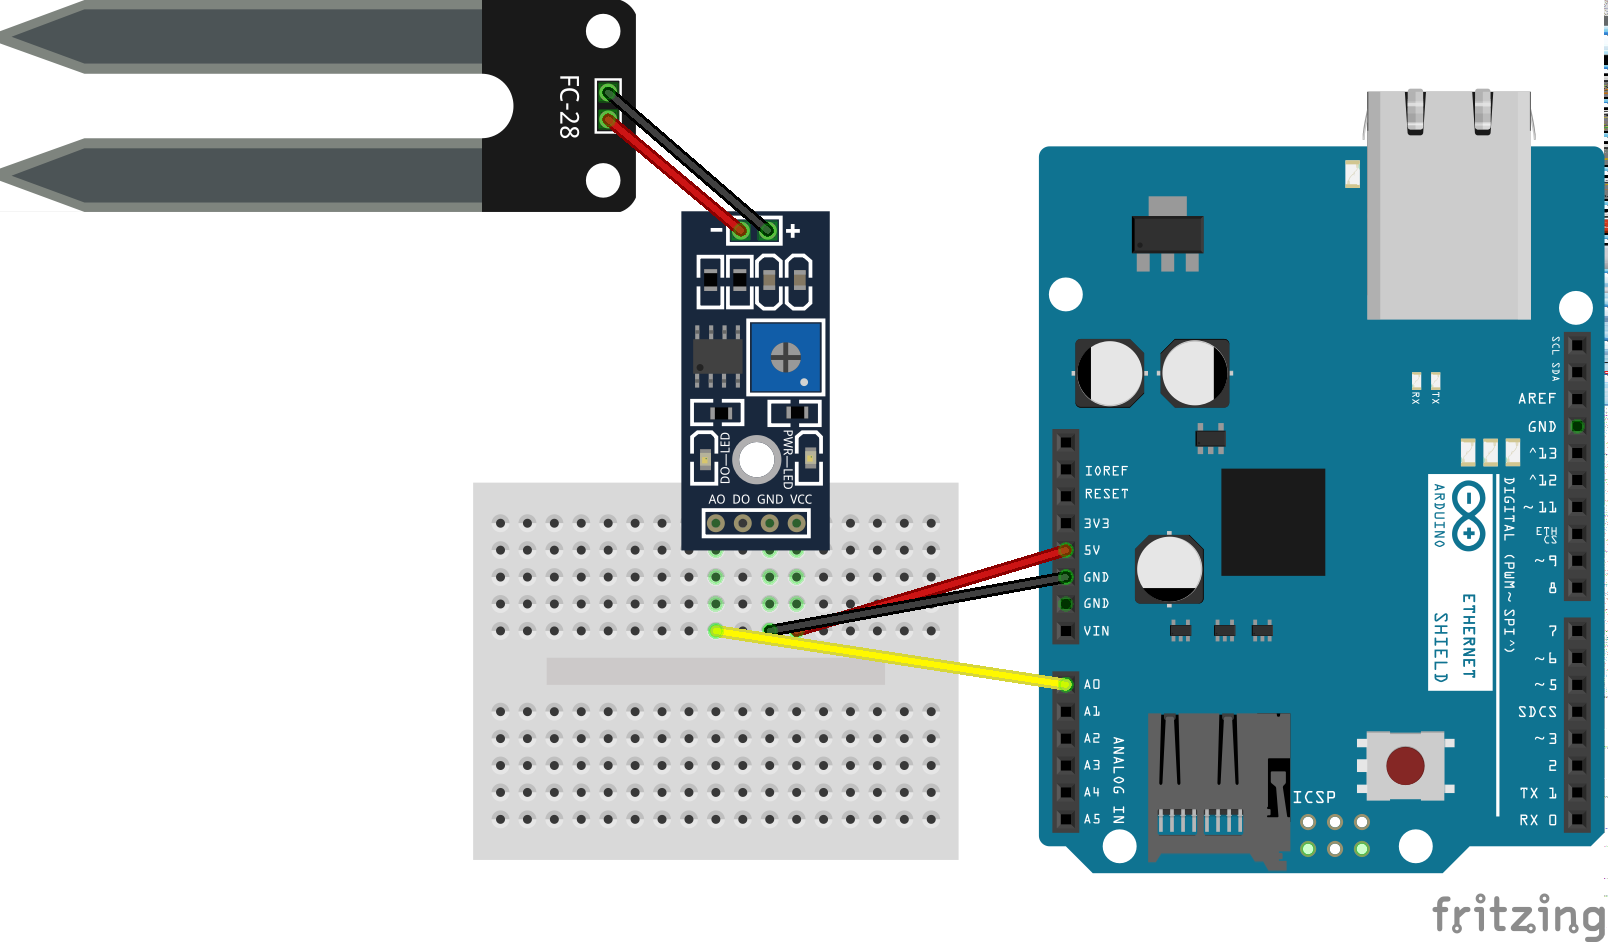 FC-28
- +
DO-LED
PWR-LED
AO DO GND VCC
IOREF
RESET
3V3
5V
GND
GND
VIN
A0
A1
A2
A3
A4
A5
ANALOG IN
RX
TX
SCL SDA
AREF
GND
^13
^12
~11
ETH
CS
~9
8
7
~6
~5
SDCS
~3
2
TX 1
RX 0
ARDUINO
ETHERNET
SHIELD
DIGITAL (PWM~ SPI^)
ICSP
fritzing